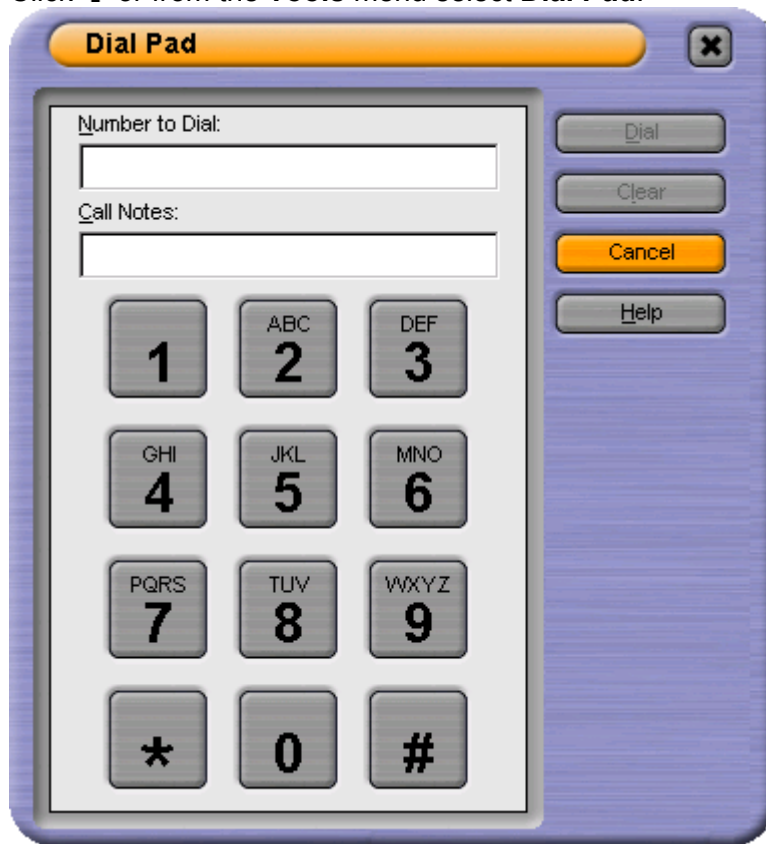 Dial Pad
Number to Dial:
Dial
Clear
Call Notes:
Cancel
Help
1
ABC
2
DEF
3
GHI
4
JKL
5
MNO
6
PQRS
7
TUV
8
WXYZ
9
*
0
#